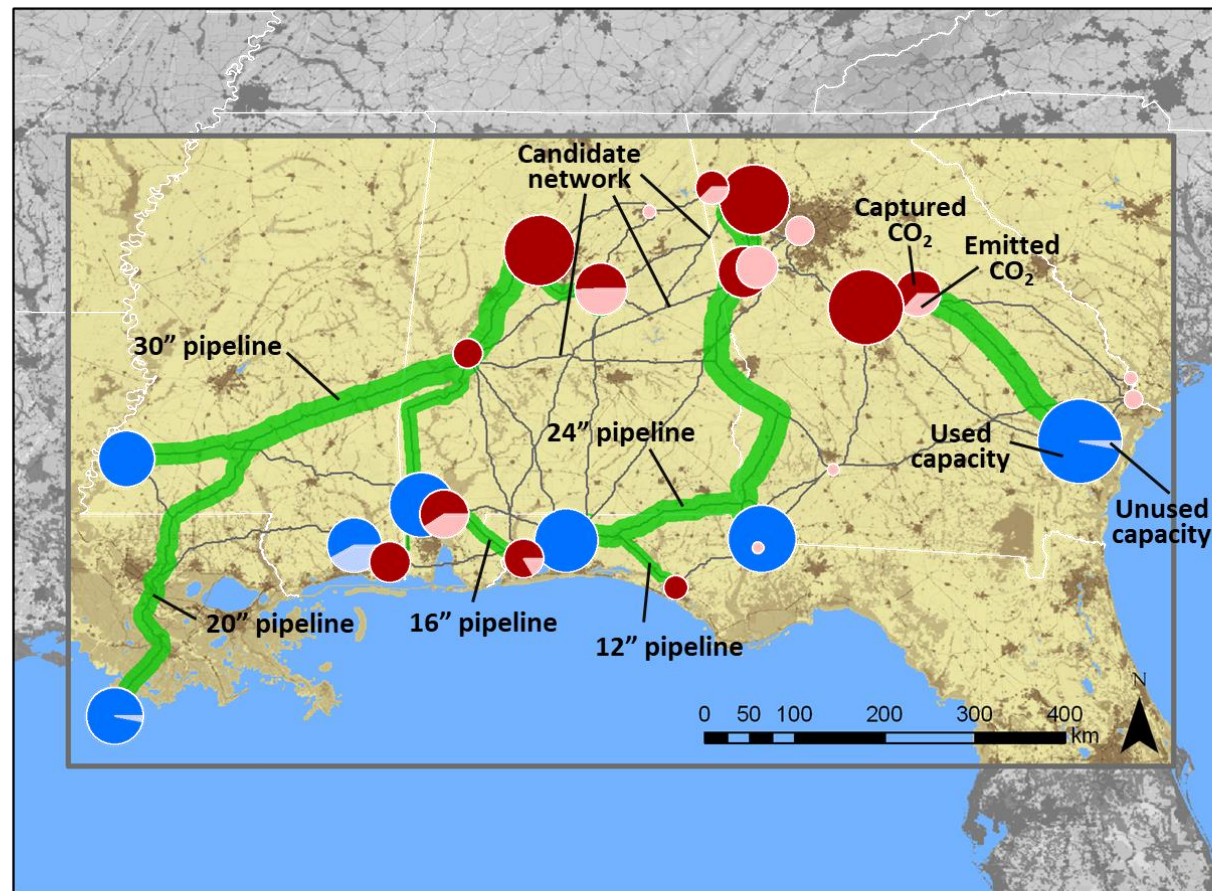 Candidate
network
Captured
CO₂
Emitted
CO₂
30” pipeline
24” pipeline
Used
capacity
Unused
capacity
20” pipeline
16” pipeline
12” pipeline
N
0 50 100 200 300 400
km